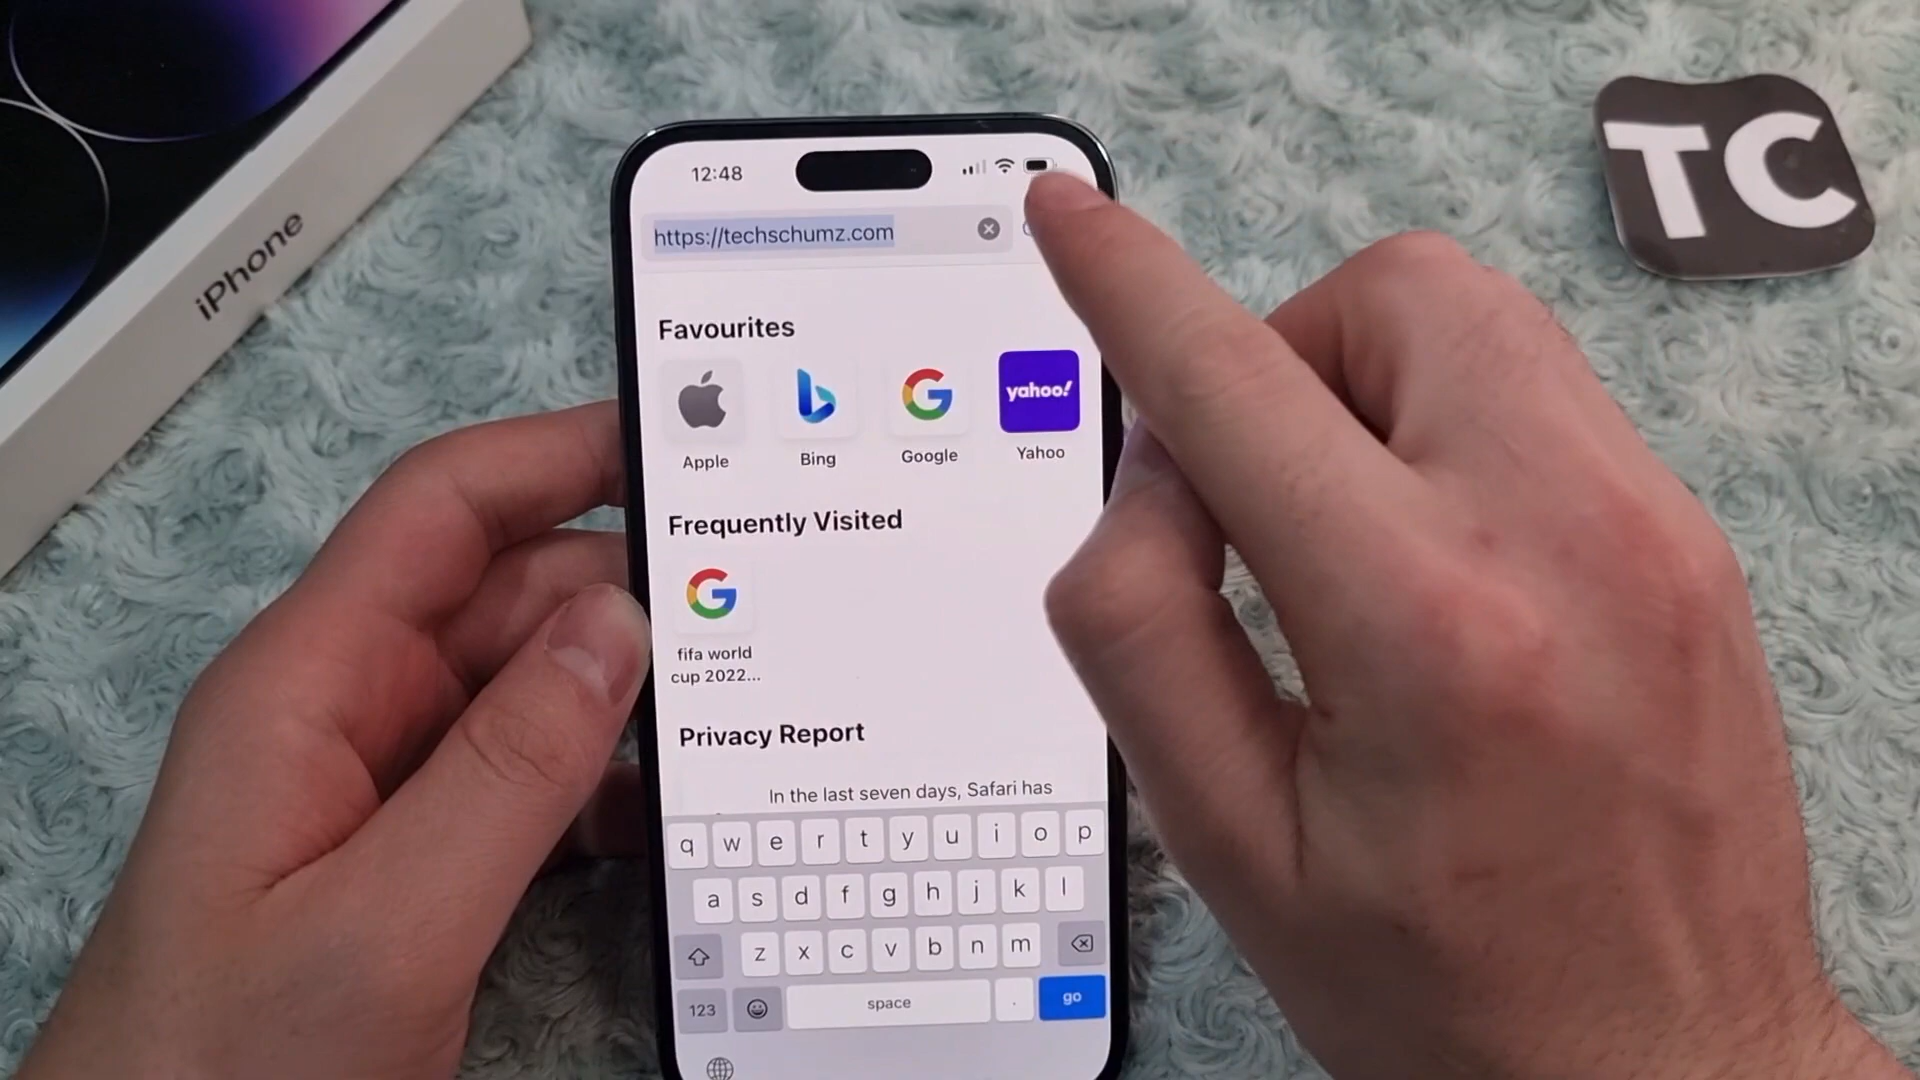 iPhone
TC
12:48
https://techschumz.com
Favourites
yahoo!
Apple
Bing
Google
Yahoo
Frequently Visited
fifa world
cup 2022...
Privacy Report
In the last seven days, Safari has
q w e r t y u i o p
a s d f g h j k l
z x c v b n m
123
space
.
go